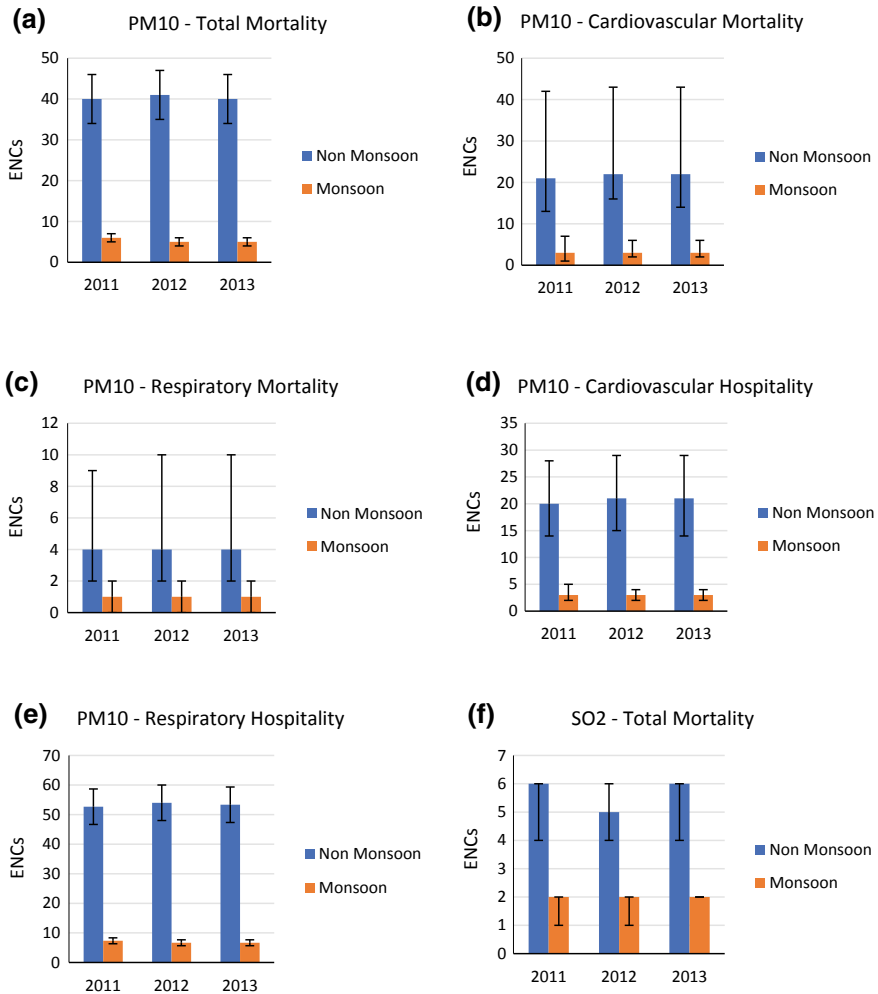 (a)
PM10 - Total Mortality
50
40
30
20
10
0
ENCs
2011 2012 2013
Non Monsoon
Monsoon
(b)
PM10 - Cardiovascular Mortality
50
40
30
20
10
0
ENCs
2011 2012 2013
Non Monsoon
Monsoon
(c)
PM10 - Respiratory Mortality
12
10
8
6
4
2
0
ENCs
2011 2012 2013
Non Monsoon
Monsoon
(d)
PM10 - Cardiovascular Hospitality
35
30
25
20
15
10
5
0
ENCs
2011 2012 2013
Non Monsoon
Monsoon
(e)
PM10 - Respiratory Hospitality
70
60
50
40
30
20
10
0
ENCs
2011 2012 2013
Non Monsoon
Monsoon
(f)
SO2 - Total Mortality
7
6
5
4
3
2
1
0
ENCs
2011 2012 2013
Non Monsoon
Monsoon